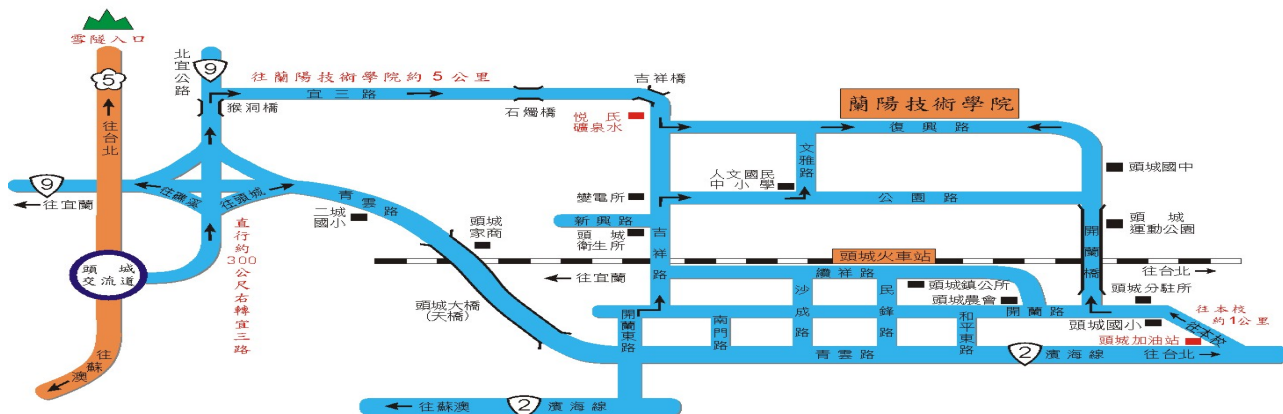 雪隧入口
5
往台北
北宜公路
9
猴洞橋
往蘭陽技術學院約 5 公里
宜三路
石燭橋
吉祥橋
悅氏
礦泉水
蘭陽技術學院
復興路
文雅路
人文國民
中小學
頭城國中
9
往宜蘭
往礁溪
往頭城
青雲路
二城
國小
頭城
家商
變電所
公園路
新興路
頭城
衛生所
吉祥路
頭城
運動公園
開蘭橋
直行約300公尺右轉宜三路
頭城
交流道
往蘇澳
頭城大橋
(天橋)
往宜蘭
頭城火車站
纘祥路
往台北
沙成路
民鋒路
頭城鎮公所
頭城農會
開蘭路
頭城分駐所
往本校
約1公里
往本校
頭城國小
頭城加油站
開蘭東路
南門路
和平東路
青雲路
2
濱海線
往台北
往蘇澳
2
濱海線